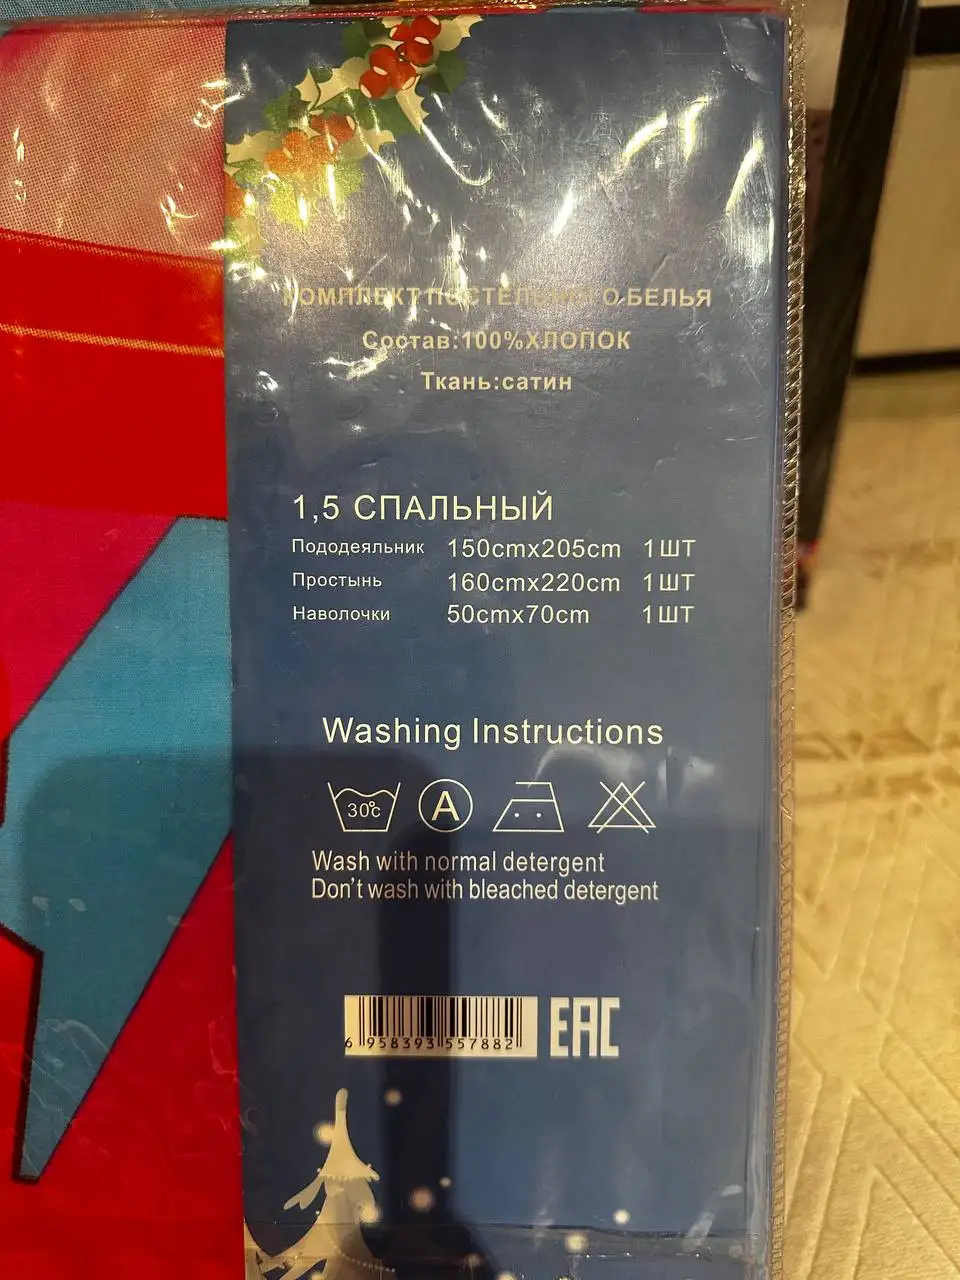 КОМПЛЕКТ ПОСТЕЛЬНОГО БЕЛЬЯ
Состав:100%ХЛОПОК
Ткань:сатин
1,5 СПАЛЬНЫЙ
Пододеяльник 150cmx205cm 1ШТ
Простынь 160cmx220cm 1ШТ
Наволочки 50cmx70cm 1ШТ
Washing Instructions
30℃ A
Wash with normal detergent
Don't wash with bleached detergent
6 958393 557882 EAC